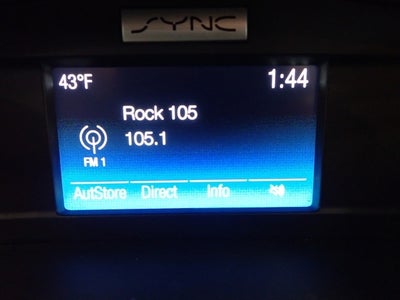 SYNC
43°F 1:44
Rock 105
105.1
FM 1
AutStore Direct Info